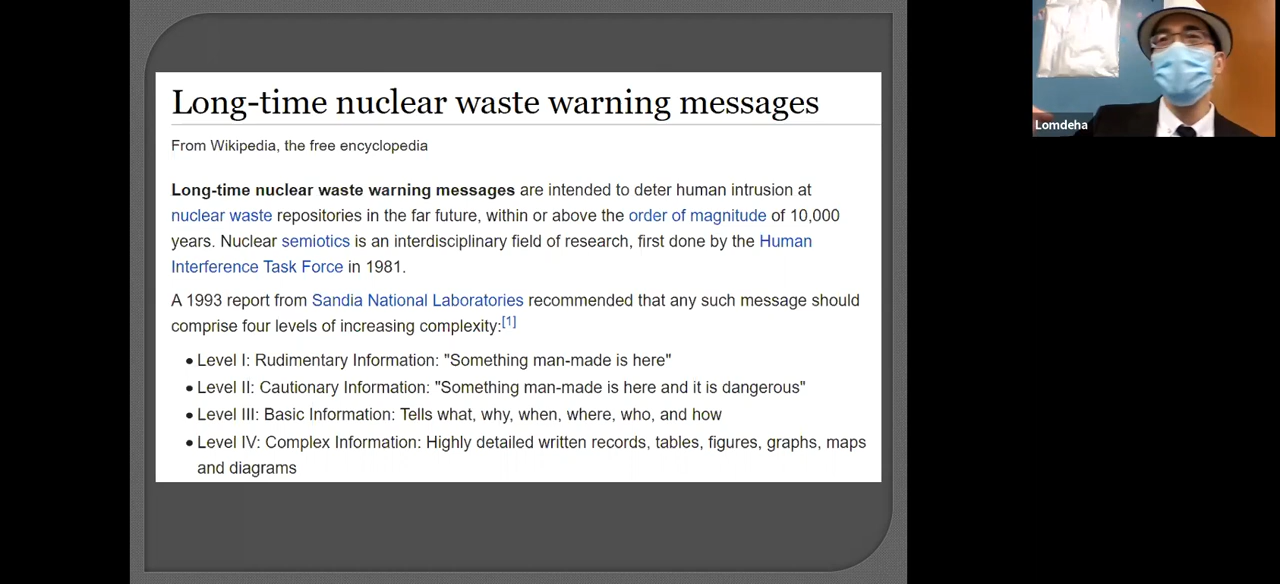 Long-time nuclear waste warning messages
From Wikipedia, the free encyclopedia
Long-time nuclear waste warning messages are intended to deter human intrusion at
nuclear waste repositories in the far future, within or above the order of magnitude of 10,000
years. Nuclear semiotics is an interdisciplinary field of research, first done by the Human
Interference Task Force in 1981.
A 1993 report from Sandia National Laboratories recommended that any such message should
comprise four levels of increasing complexity:[1]
• Level I: Rudimentary Information: "Something man-made is here"
• Level II: Cautionary Information: "Something man-made is here and it is dangerous"
• Level III: Basic Information: Tells what, why, when, where, who, and how
• Level IV: Complex Information: Highly detailed written records, tables, figures, graphs, maps
and diagrams
Lomdeha